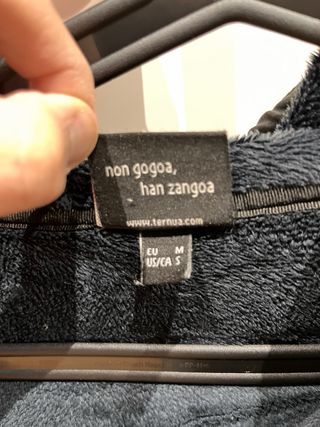 non gogoa,
han zangoa
www.ternua.com
EU M
US/CA S